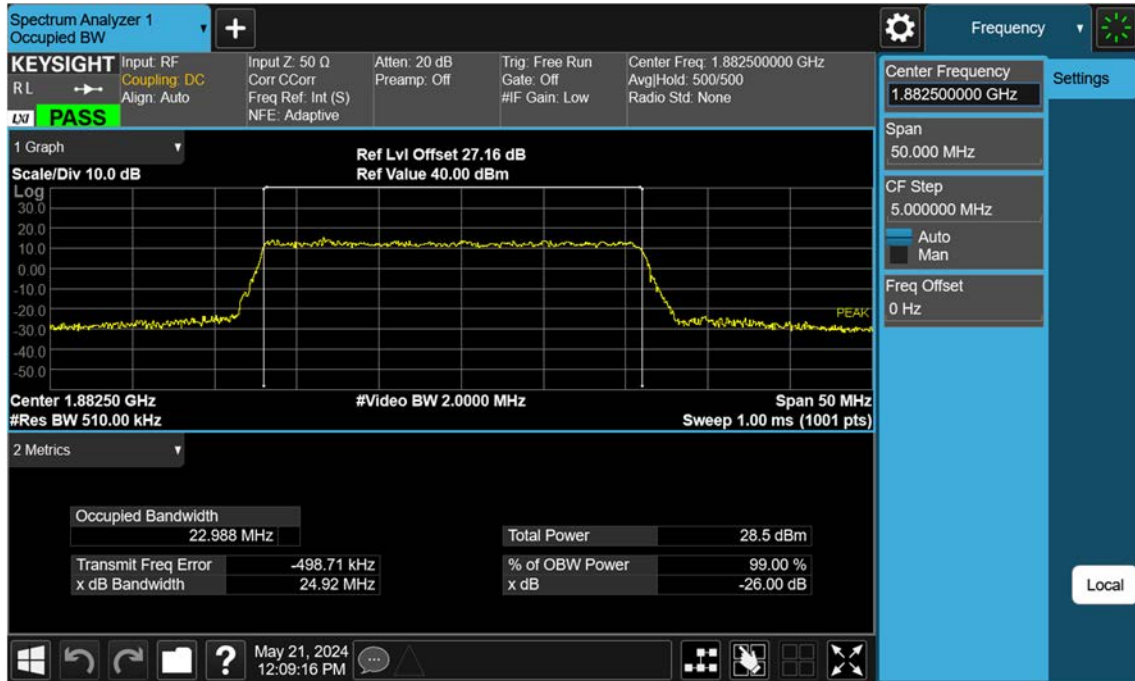 Spectrum Analyzer 1
Occupied BW
Frequency
KEYSIGHT
RL
LXI
PASS
Input: RF
Coupling: DC
Align: Auto
Input Z: 50 Ω
Corr CCorr
Freq Ref: Int (S)
NFE: Adaptive
Atten: 20 dB
Preamp: Off
Trig: Free Run
Gate: Off
#IF Gain: Low
Center Freq: 1.882500000 GHz
Avg|Hold: 500/500
Radio Std: None
Center Frequency
1.882500000 GHz
Settings
Span
50.000 MHz
CF Step
5.000000 MHz
Auto
Man
Freq Offset
0 Hz
Local
1 Graph
Scale/Div 10.0 dB
Ref Lvl Offset 27.16 dB
Ref Value 40.00 dBm
Log
30.0
20.0
10.0
0.00
-10.0
-20.0
-30.0
-40.0
-50.0
PEAK
Center 1.88250 GHz
#Video BW 2.0000 MHz
Span 50 MHz
#Res BW 510.00 kHz
Sweep 1.00 ms (1001 pts)
2 Metrics
Occupied Bandwidth
22.988 MHz
Total Power 28.5 dBm
Transmit Freq Error -498.71 kHz
% of OBW Power 99.00 %
x dB Bandwidth 24.92 MHz
x dB -26.00 dB
May 21, 2024
12:09:16 PM